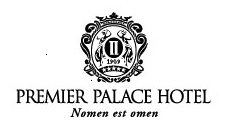 П
1909
PREMIER PALACE HOTEL
Nomen est omen